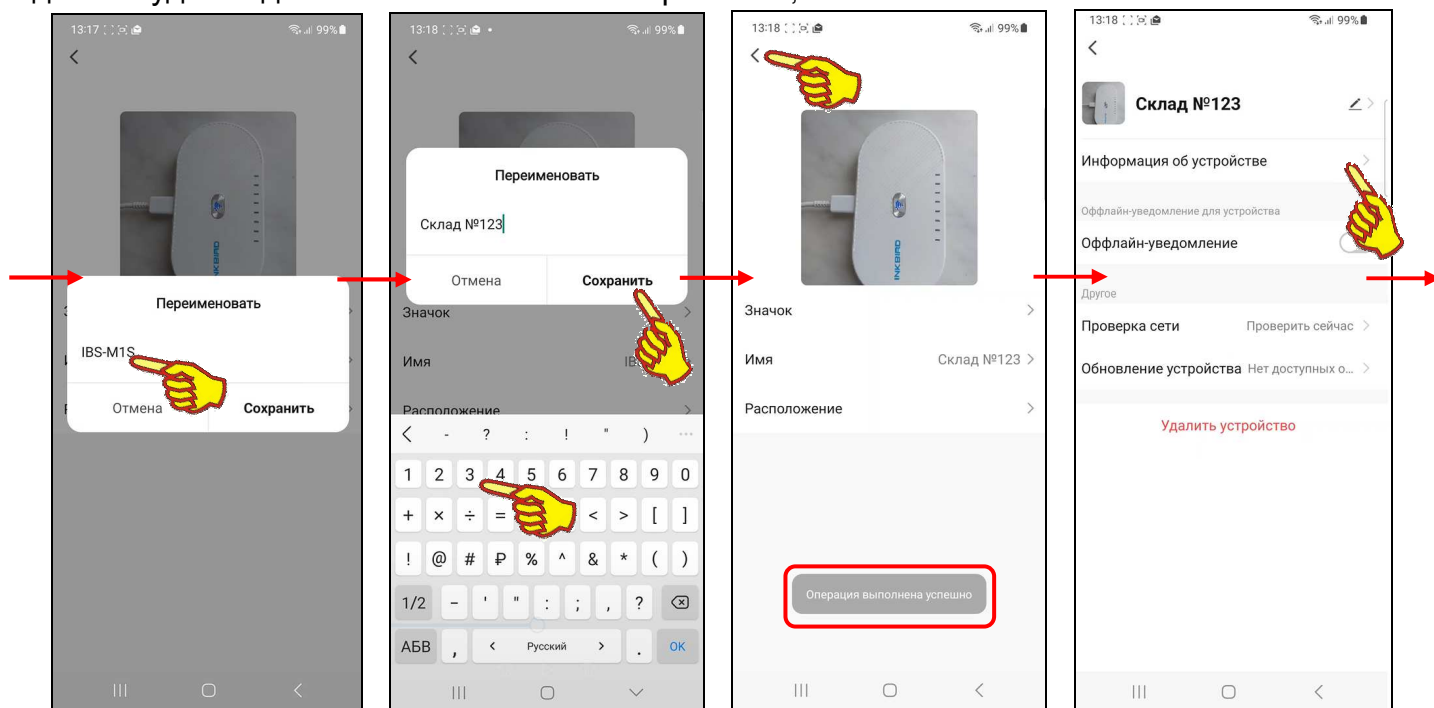 13:17
99%
Переименовать
IBS-M1S
Отмена
Сохранить
13:18
99%
Переименовать
Склад №123
Отмена
Сохранить
Значок
Имя
Расположение
- ? : ! " )
1 2 3 4 5 6 7 8 9 0
+ × ÷ = < > [ ]
! @ # ₽ % ^ & * ( )
1/2 - ' " : ; , ?
АБВ , < Русский > . ОК
13:18
99%
INKBIRD
Значок
Имя Склад №123
Расположение
Операция выполнена успешно
13:18
99%
Склад №123
Информация об устройстве
Оффлайн-уведомление для устройства
Оффлайн-уведомление
Другое
Проверка сети Проверить сейчас
Обновление устройства Нет доступных о...
Удалить устройство